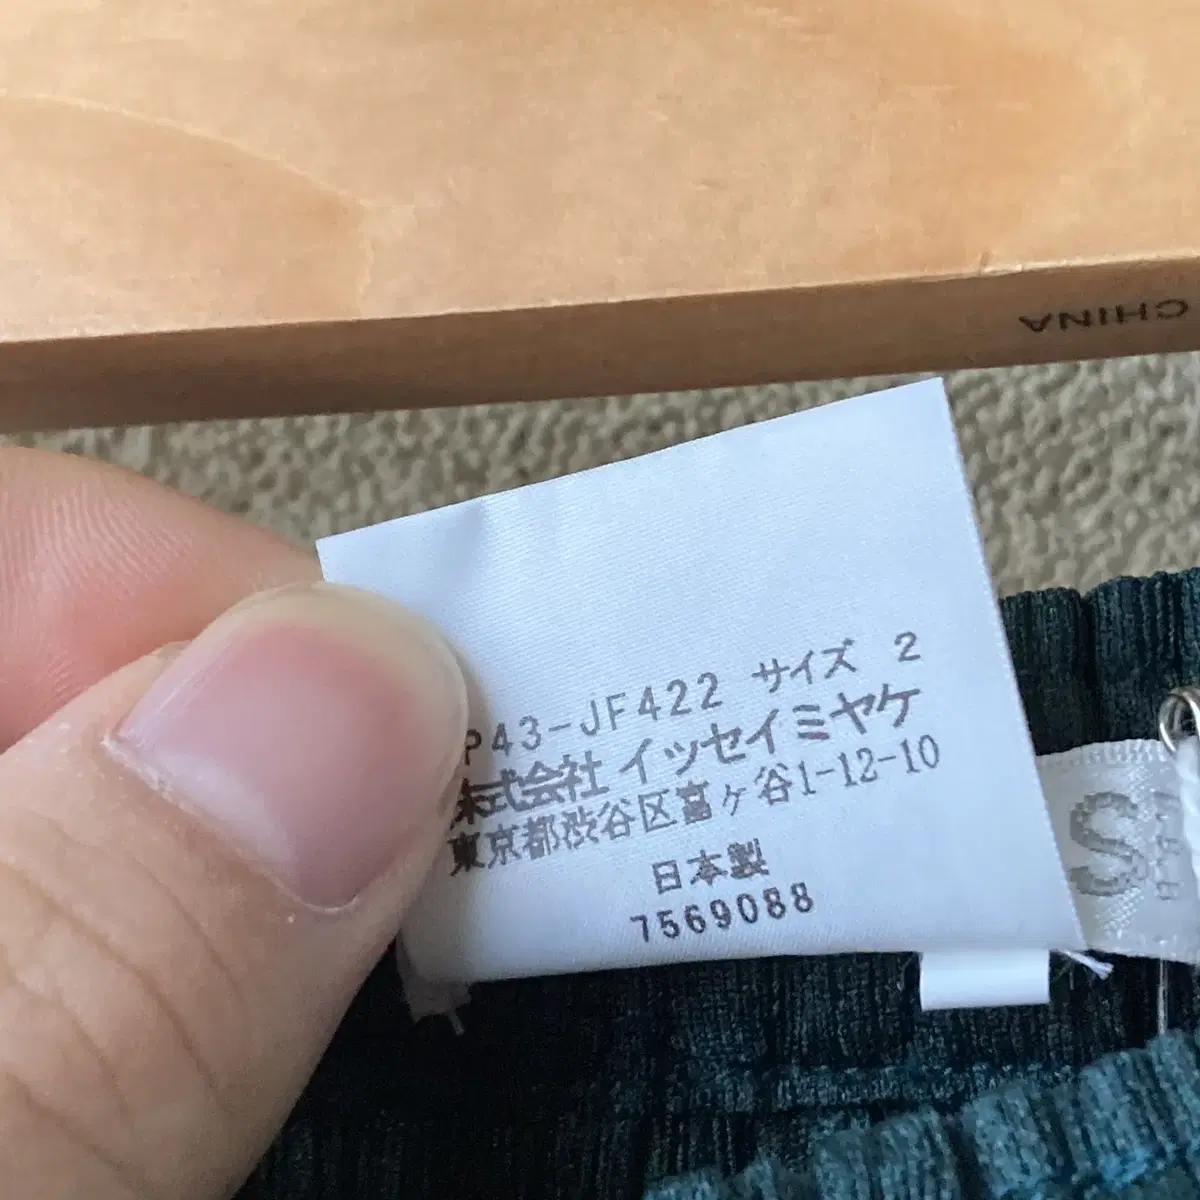 CHINA
P43-JF422 サイズ 2
株式会社 イッセイミヤケ
東京都渋谷区富ヶ谷1-12-10
日本製
7569088